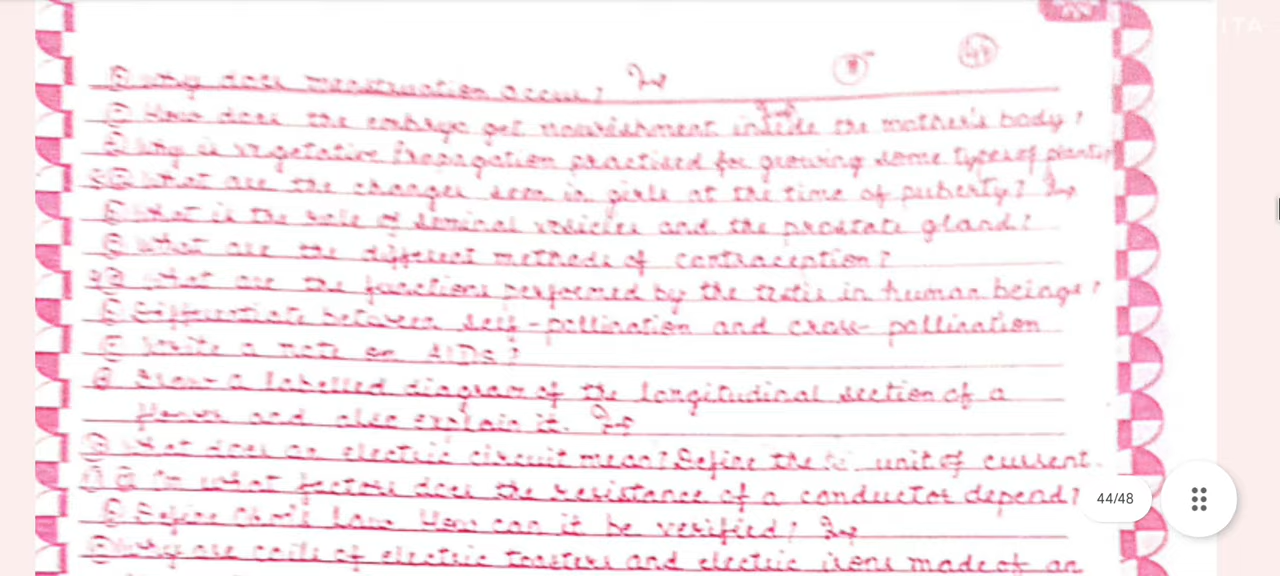 Why does menstruation occur?
How does the embryo get nourishment inside the mother's body?
Why is vegetative propagation practised for growing some types of plants
What are the changes seen in girls at the time of puberty?
What is the role of seminal vesicles and the prostate gland?
What are the different methods of contraception?
What are the functions performed by the testis in human beings?
Differentiate between self-pollination and cross-pollination
Write a note on AIDS?
Draw a labelled diagram of the longitudinal section of a
flower and also explain it.
What does an electric circuit mean? Define the unit of current.
On what factors does the resistance of a conductor depend?
Define Ohm's Law. How can it be verified?
Why are coils of electric toasters and electric irons made of an
44/48